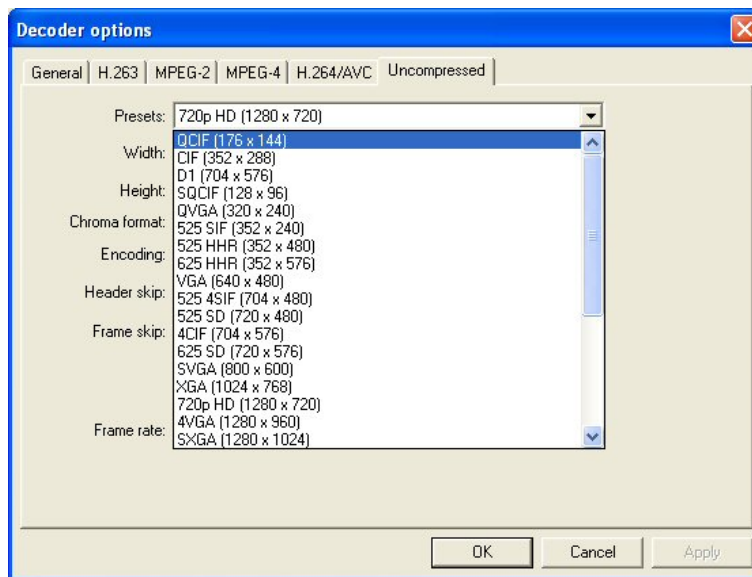 Decoder options
General H.263 MPEG-2 MPEG-4 H.264/AVC Uncompressed
Presets: 720p HD (1280 x 720)
QCIF (176 x 144)
Width:
CIF (352 x 288)
D1 (704 x 576)
Height:
SQCIF (128 x 96)
QVGA (320 x 240)
Chroma format:
525 SIF (352 x 240)
525 HHR (352 x 480)
Encoding:
625 HHR (352 x 576)
VGA (640 x 480)
Header skip:
525 4SIF (704 x 480)
525 SD (720 x 480)
Frame skip:
4CIF (704 x 576)
625 SD (720 x 576)
SVGA (800 x 600)
XGA (1024 x 768)
720p HD (1280 x 720)
4VGA (1280 x 960)
Frame rate:
SXGA (1280 x 1024)
OK Cancel Apply